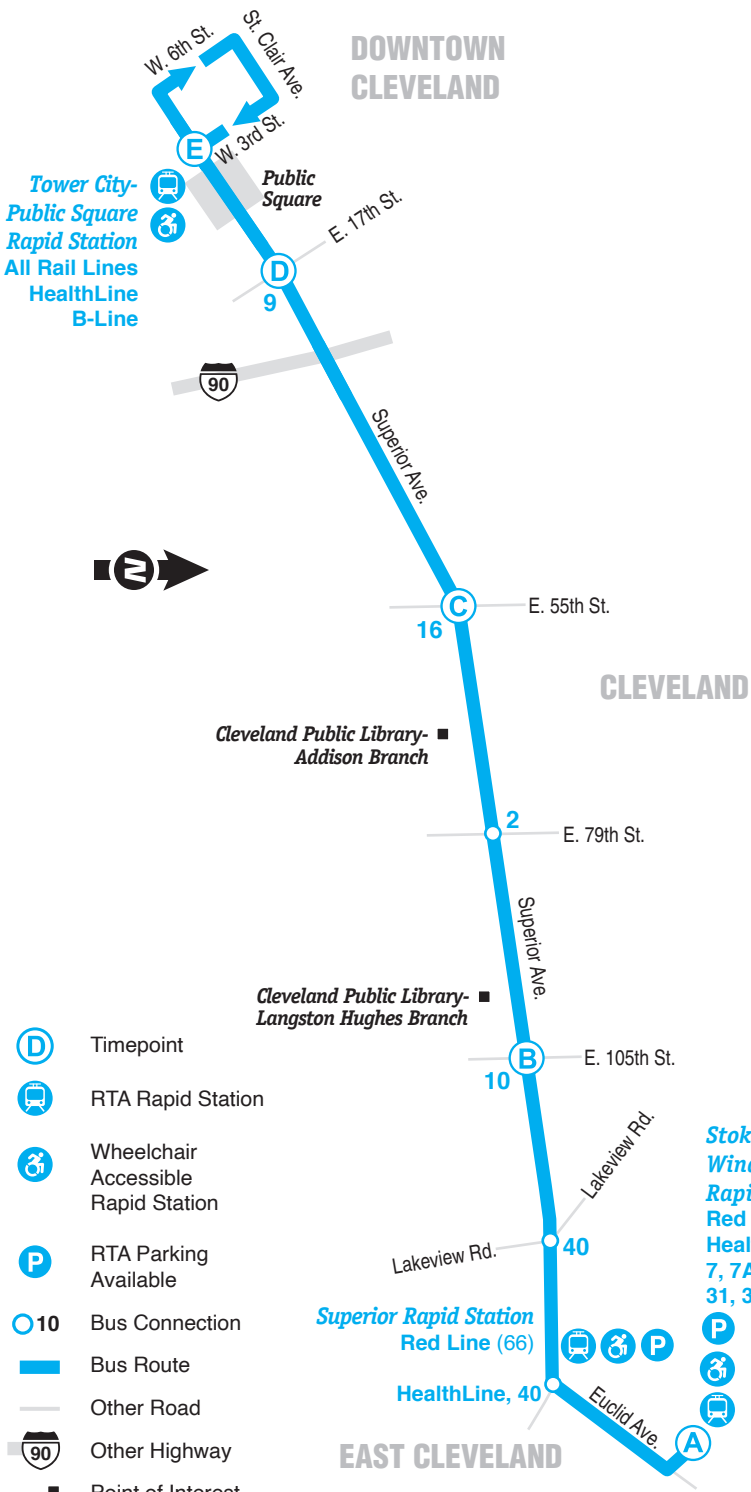 DOWNTOWN
CLEVELAND
W. 6th St.
St. Clair Ave.
W. 3rd St.
E
Tower City-
Public Square
Rapid Station
All Rail Lines
HealthLine
B-Line
Public
Square
E. 17th St.
D
9
90
Superior Ave.
N
C
16
E. 55th St.
CLEVELAND
Cleveland Public Library-
Addison Branch
2
E. 79th St.
Superior Ave.
Cleveland Public Library-
Langston Hughes Branch
B
10
E. 105th St.
Lakeview Rd.
Lakeview Rd.
40
Superior Rapid Station
Red Line (66)
P
HealthLine, 40
Euclid Ave.
A
EAST CLEVELAND
Red
31,
P
D Timepoint
RTA Rapid Station
Wheelchair
Accessible
Rapid Station
P RTA Parking
Available
10 Bus Connection
Bus Route
Other Road
90 Other Highway
Point of Interest